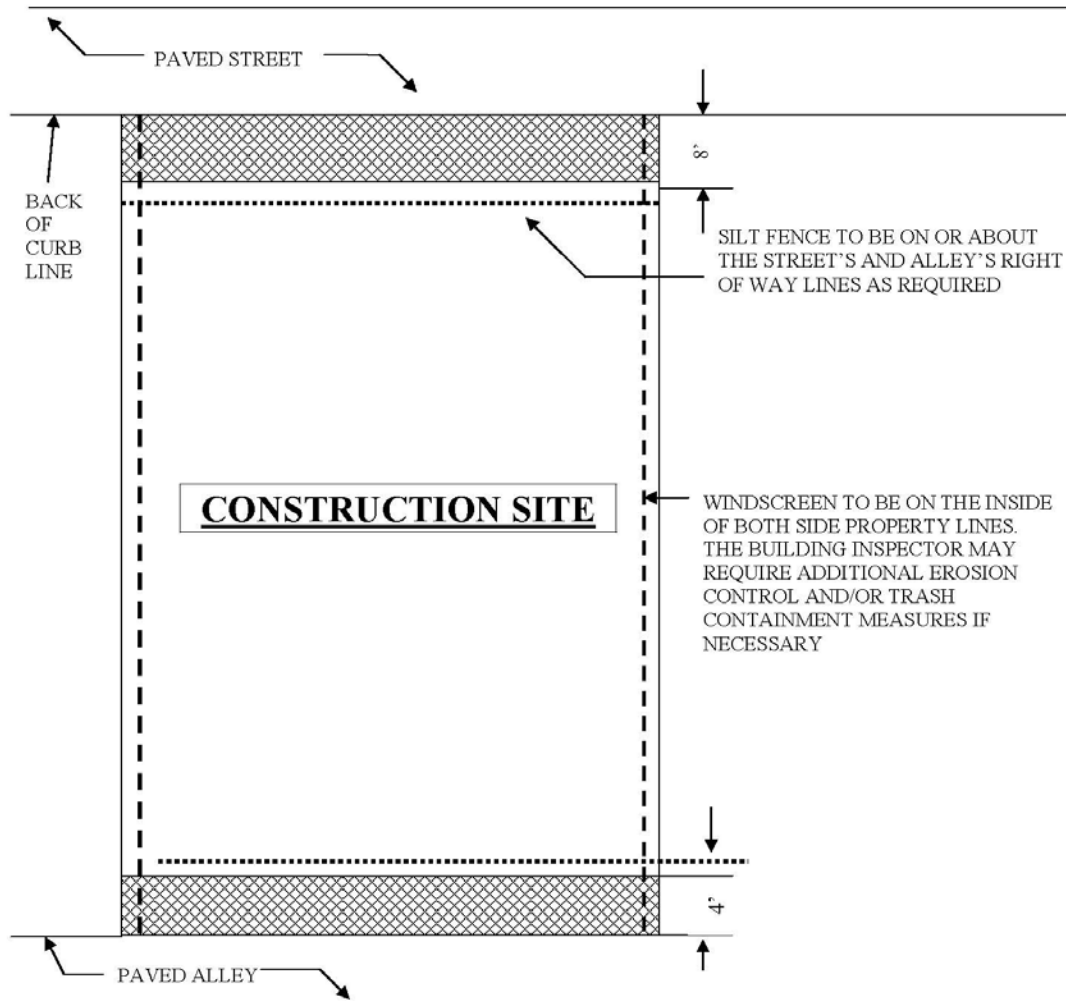 PAVED STREET
8’
BACK
OF
CURB
LINE
SILT FENCE TO BE ON OR ABOUT
THE STREET’S AND ALLEY’S RIGHT
OF WAY LINES AS REQUIRED
CONSTRUCTION SITE
WINDSCREEN TO BE ON THE INSIDE
OF BOTH SIDE PROPERTY LINES.
THE BUILDING INSPECTOR MAY
REQUIRE ADDITIONAL EROSION
CONTROL AND/OR TRASH
CONTAINMENT MEASURES IF
NECESSARY
4’
PAVED ALLEY